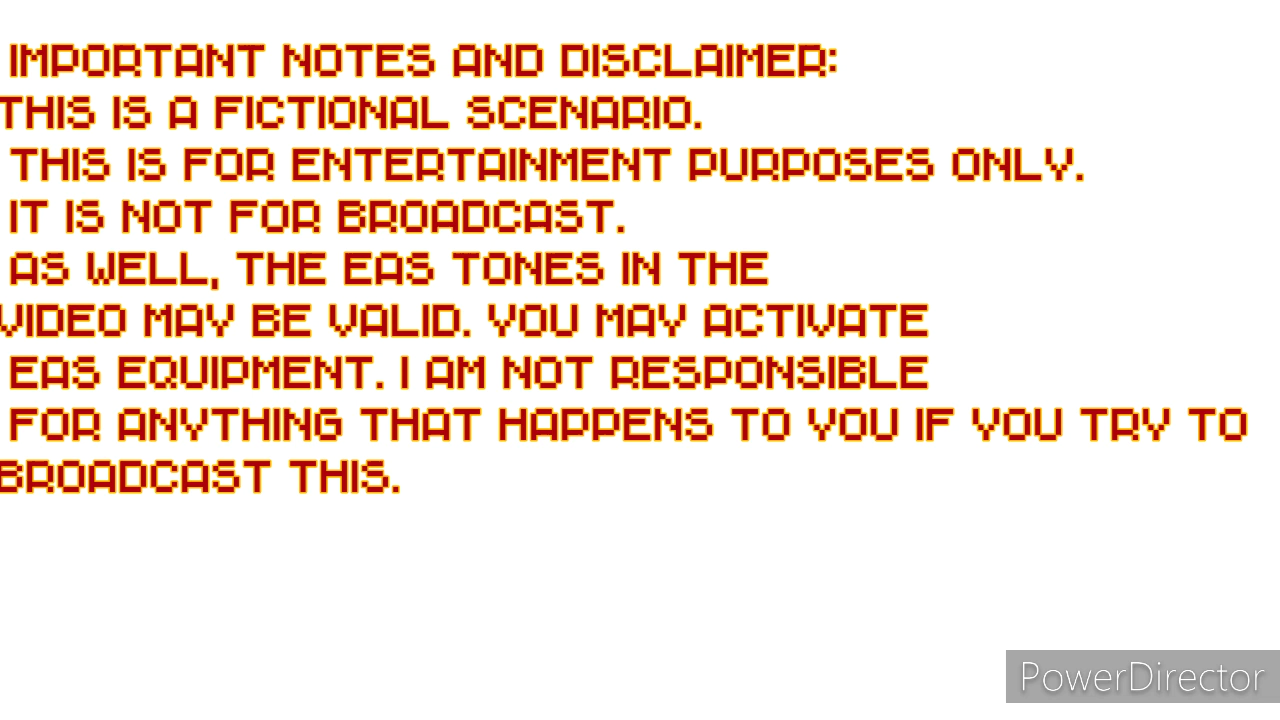 IMPORTANT NOTES AND DISCLAIMER:
THIS IS A FICTIONAL SCENARIO.
THIS IS FOR ENTERTAINMENT PURPOSES ONLY.
IT IS NOT FOR BROADCAST.
AS WELL, THE EAS TONES IN THE
VIDEO MAY BE VALID. YOU MAY ACTIVATE
EAS EQUIPMENT. I AM NOT RESPONSIBLE
FOR ANYTHING THAT HAPPENS TO YOU IF YOU TRY TO
BROADCAST THIS.
PowerDirector